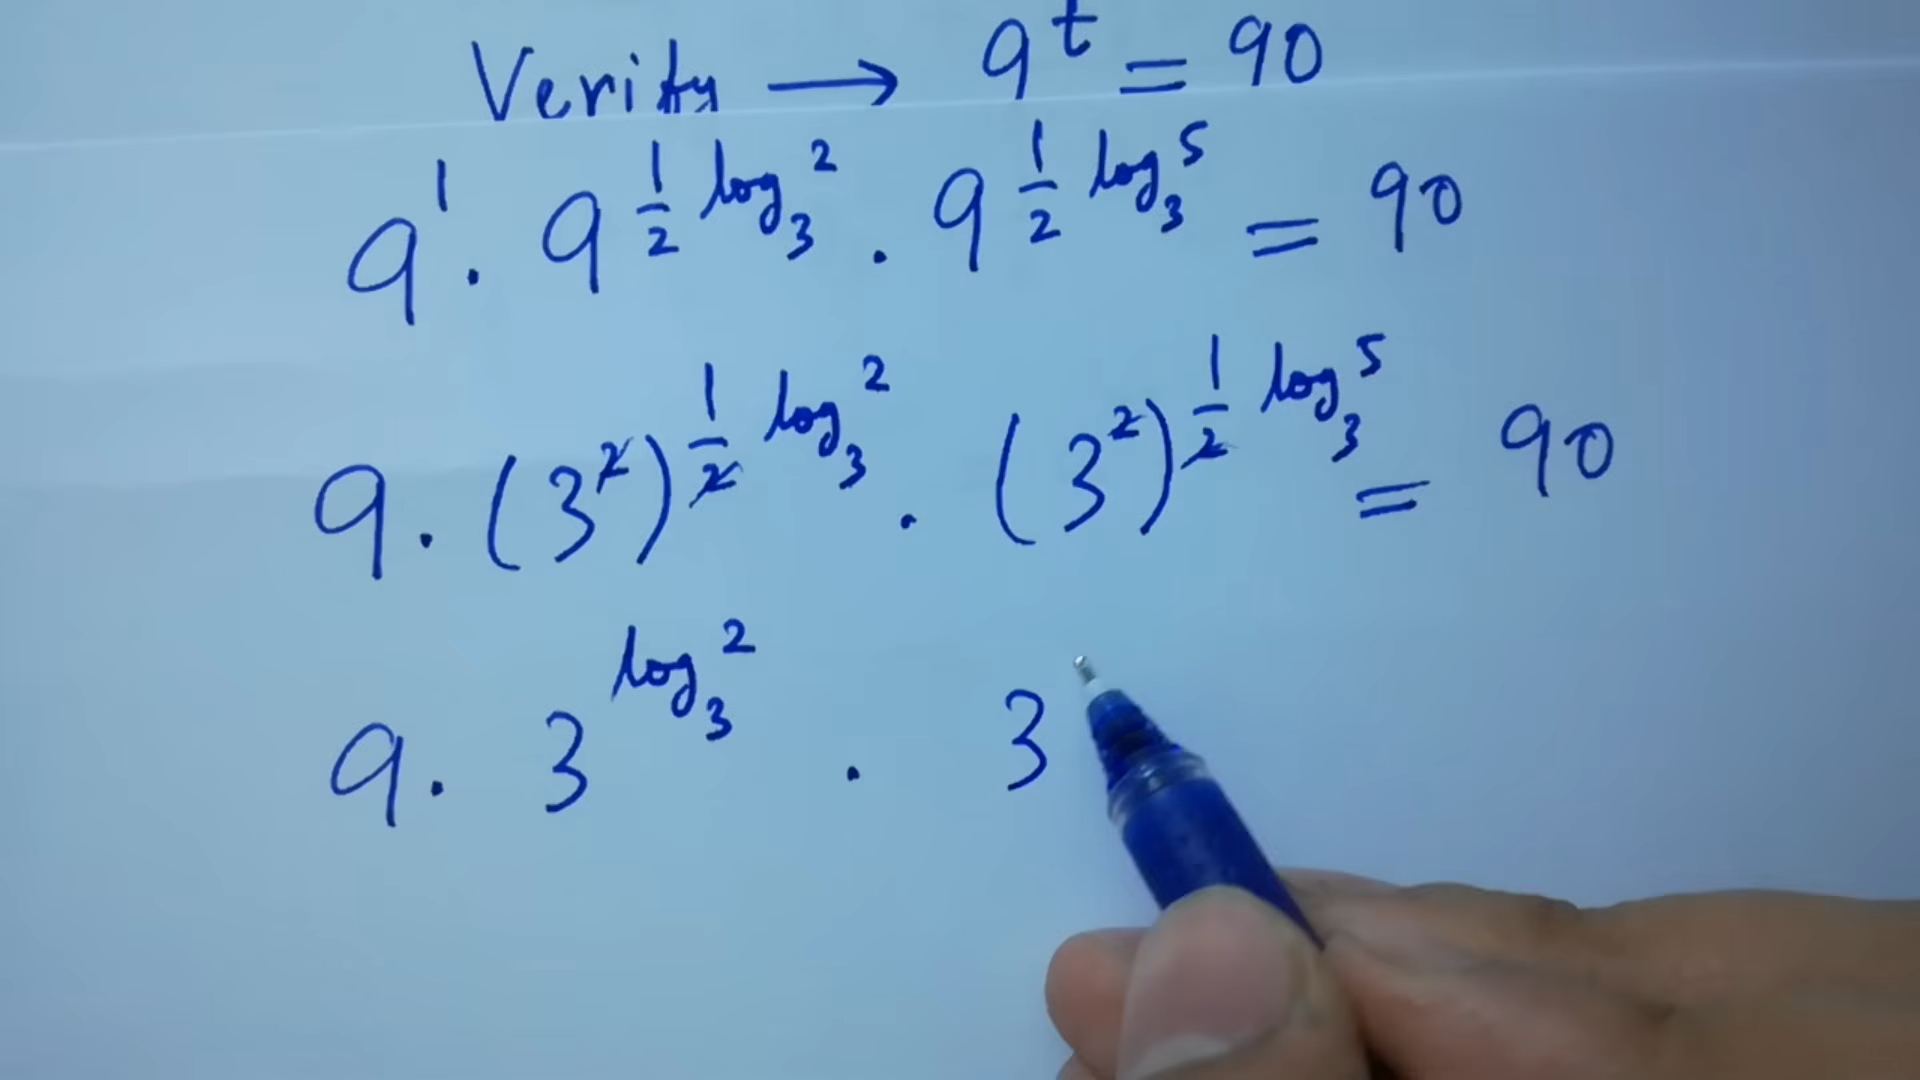 Verify → 9^t = 90
9^1 . 9^(1/2 log_3 2) . 9^(1/2 log_3 5) = 90
9 . (3^2)^(1/2 log_3 2) . (3^2)^(1/2 log_3 5) = 90
9 . 3^(log_3 2) . 3